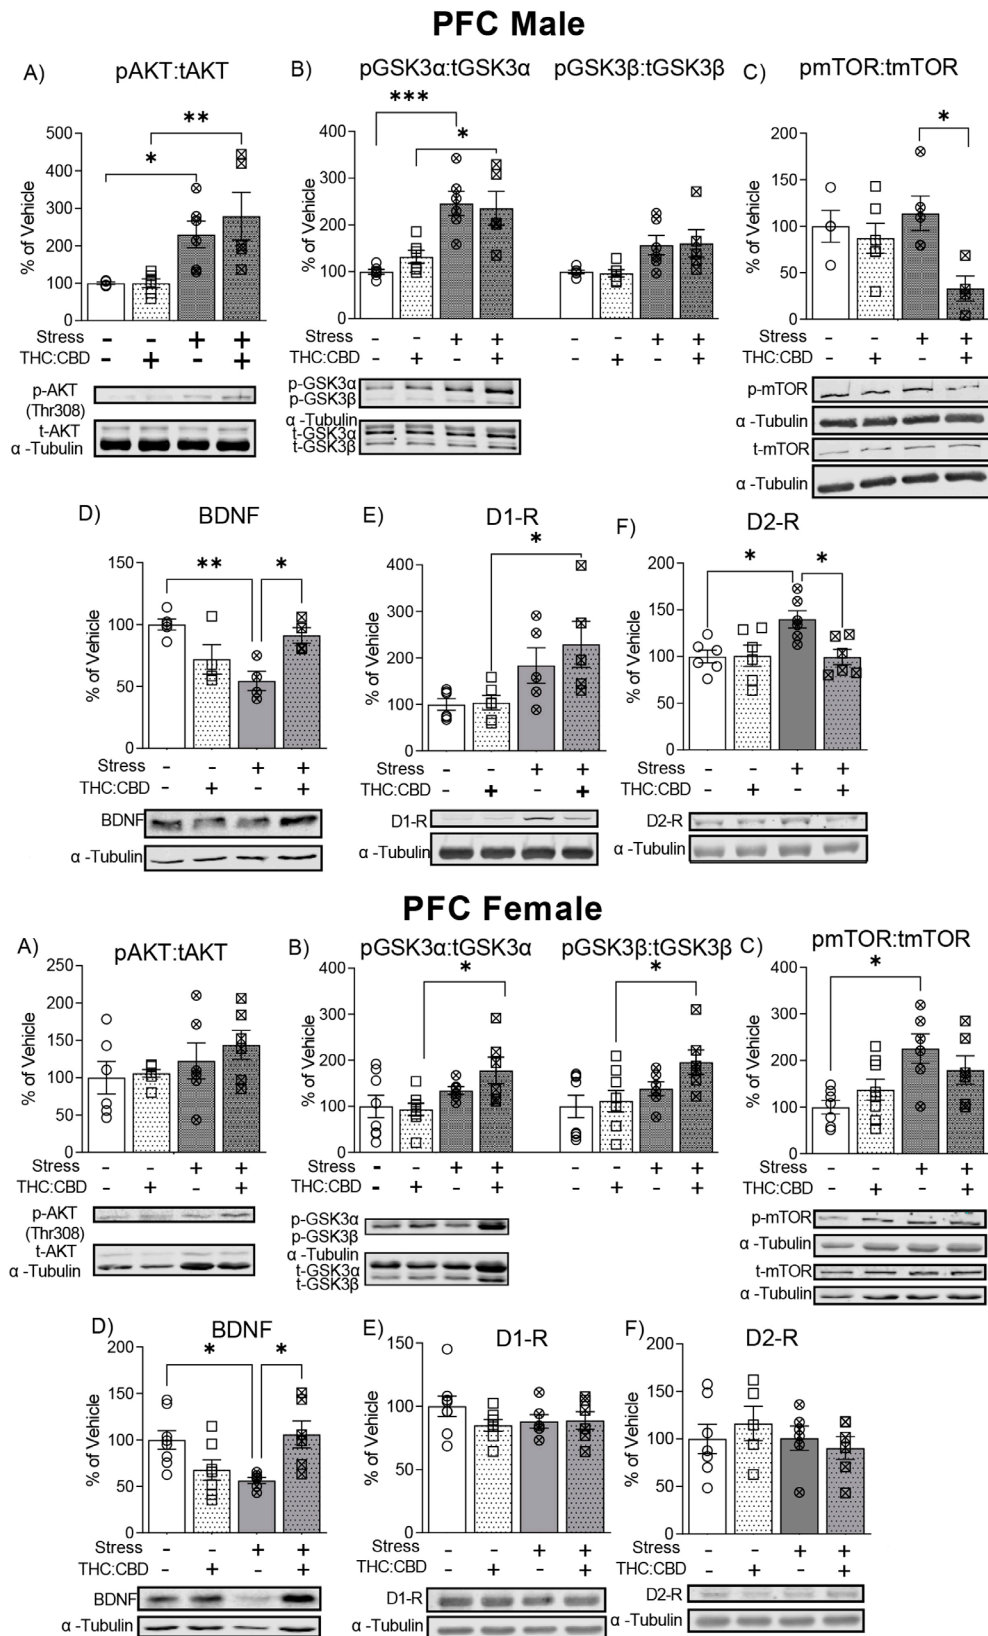 PFC Male
A) pAKT:tAKT
% of Vehicle
500
400
300
200
100
0
* **
Stress - - + +
THC:CBD - + - +
p-AKT
(Thr308)
t-AKT
α -Tubulin
B) pGSK3α:tGSK3α pGSK3β:tGSK3β
% of Vehicle
400
300
200
100
0
*** *
Stress - - + + - - + +
THC:CBD - + - + - + - +
p-GSK3α
p-GSK3β
α -Tubulin
t-GSK3α
t-GSK3β
C) pmTOR:tmTOR
% of Vehicle
200
150
100
50
0
*
Stress - - + +
THC:CBD - + - +
p-mTOR
α -Tubulin
t-mTOR
α -Tubulin
D) BDNF
% of Vehicle
150
100
50
0
** *
Stress - - + +
THC:CBD - + - +
BDNF
α -Tubulin
E) D1-R
% of Vehicle
400
300
200
100
0
*
Stress - - + +
THC:CBD - + - +
D1-R
α -Tubulin
F) D2-R
% of Vehicle
200
150
100
50
0
* *
Stress - - + +
THC:CBD - + - +
D2-R
α -Tubulin
PFC Female
A) pAKT:tAKT
% of Vehicle
250
200
150
100
50
0
Stress - - + +
THC:CBD - + - +
p-AKT
(Thr308)
t-AKT
α -Tubulin
B) pGSK3α:tGSK3α pGSK3β:tGSK3β
% of Vehicle
400
300
200
100
0
* *
Stress - - + + - - + +
THC:CBD - + - + - + - +
p-GSK3α
p-GSK3β
α -Tubulin
t-GSK3α
t-GSK3β
C) pmTOR:tmTOR
% of Vehicle
400
300
200
100
0
*
Stress - - + +
THC:CBD - + - +
p-mTOR
α -Tubulin
t-mTOR
α -Tubulin
D) BDNF
% of Vehicle
200
150
100
50
0
* *
Stress - - + +
THC:CBD - + - +
BDNF
α -Tubulin
E) D1-R
% of Vehicle
150
100
50
0
Stress - - + +
THC:CBD - + - +
D1-R
α -Tubulin
F) D2-R
% of Vehicle
200
150
100
50
0
Stress - - + +
THC:CBD - + - +
D2-R
α -Tubulin